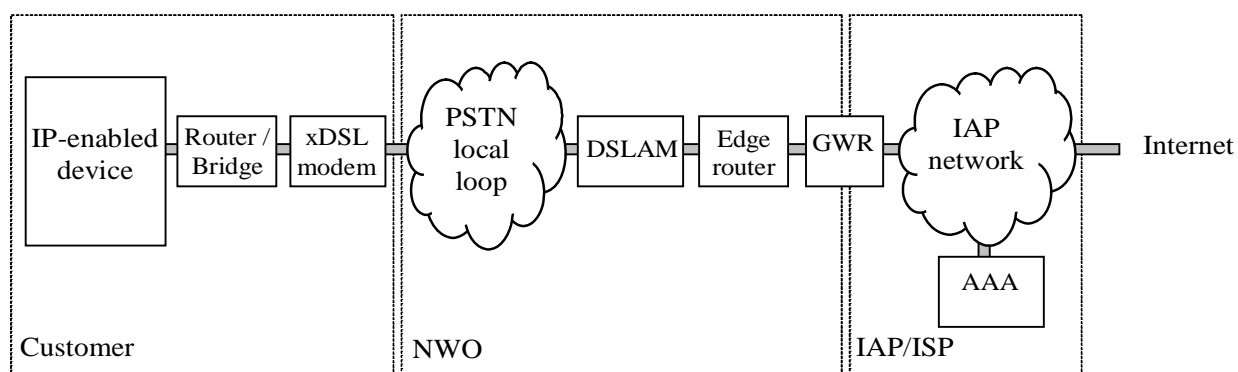 IP-enabled
device
Router /
Bridge
xDSL
modem
PSTN
local
loop
DSLAM
Edge
router
GWR
IAP
network
Internet
AAA
Customer
NWO
IAP/ISP